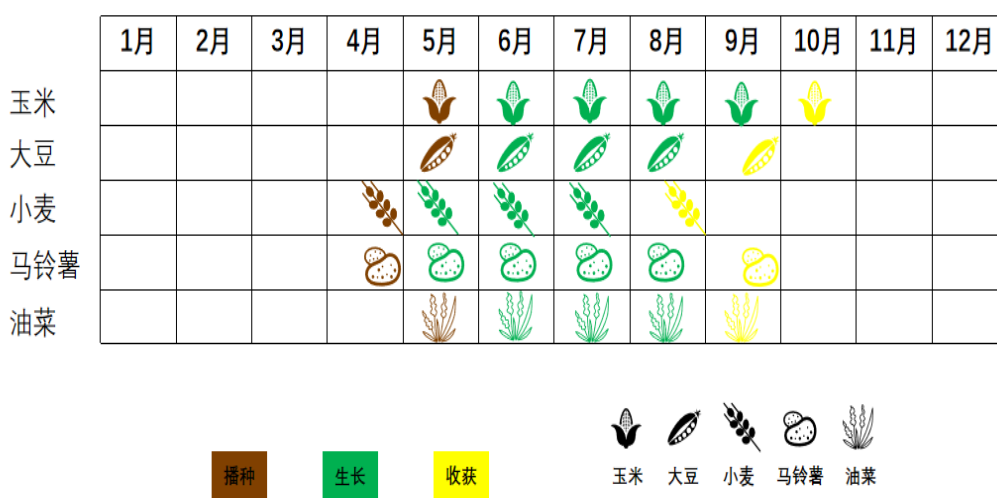 1月 2月 3月 4月 5月 6月 7月 8月 9月 10月 11月 12月
玉米
大豆
小麦
马铃薯
油菜
播种 生长 收获
玉米 大豆 小麦 马铃薯 油菜